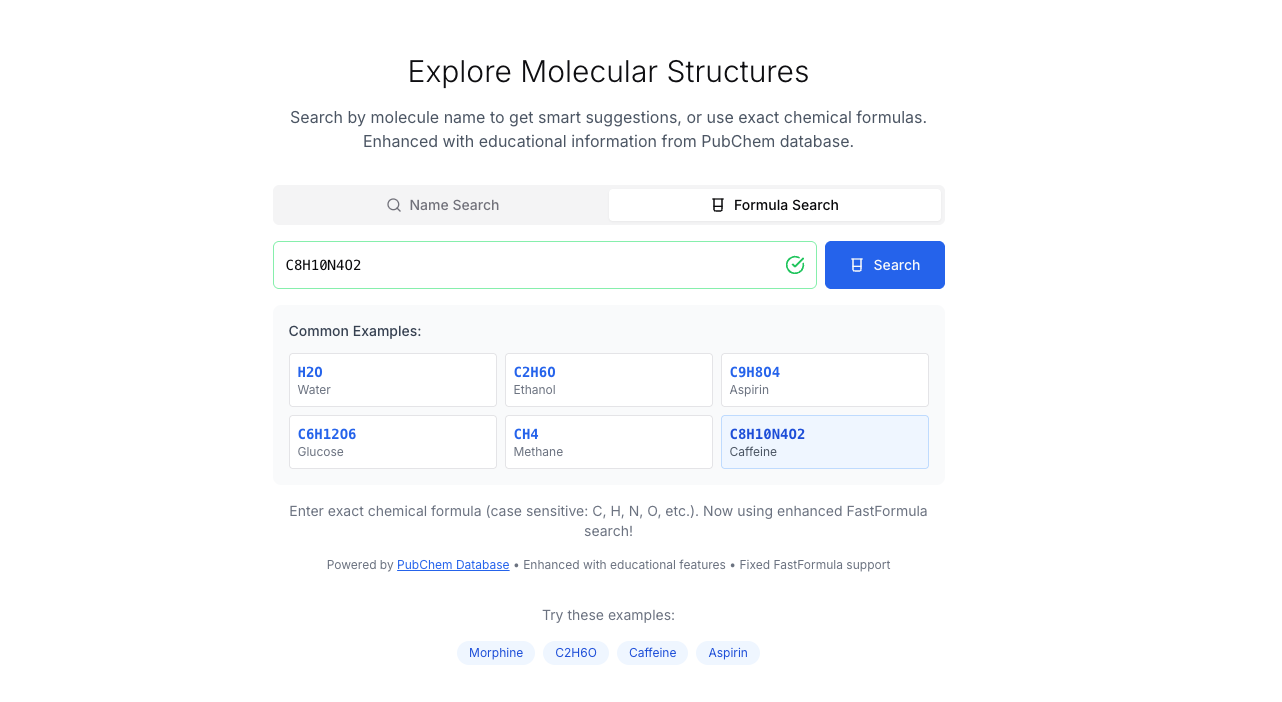 Explore Molecular Structures
Search by molecule name to get smart suggestions, or use exact chemical formulas.
Enhanced with educational information from PubChem database.
Name Search
Formula Search
C8H10N4O2
Search
Common Examples:
H2O
Water
C2H6O
Ethanol
C9H8O4
Aspirin
C6H12O6
Glucose
CH4
Methane
C8H10N4O2
Caffeine
Enter exact chemical formula (case sensitive: C, H, N, O, etc.). Now using enhanced FastFormula
search!
Powered by PubChem Database • Enhanced with educational features • Fixed FastFormula support
Try these examples:
Morphine
C2H6O
Caffeine
Aspirin